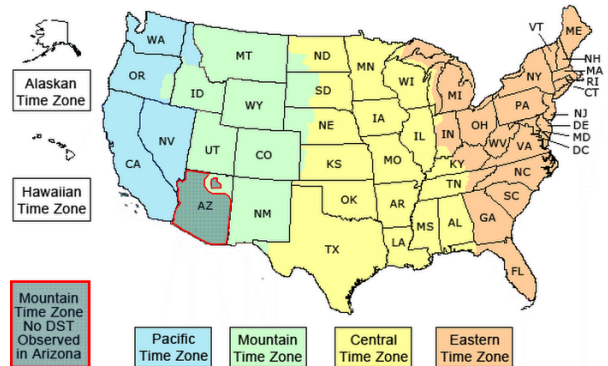 WA
OR
CA
NV
ID
MT
WY
UT
CO
AZ
NM
ND
SD
NE
KS
OK
TX
MN
IA
MO
AR
LA
WI
IL
MS
AL
TN
KY
IN
MI
OH
WV
VA
NC
SC
GA
FL
PA
NY
VT
ME
NH
MA
RI
CT
NJ
DE
MD
DC
Alaskan
Time Zone
Hawaiian
Time Zone
Mountain
Time Zone
No DST
Observed
in Arizona
Pacific
Time Zone
Mountain
Time Zone
Central
Time Zone
Eastern
Time Zone